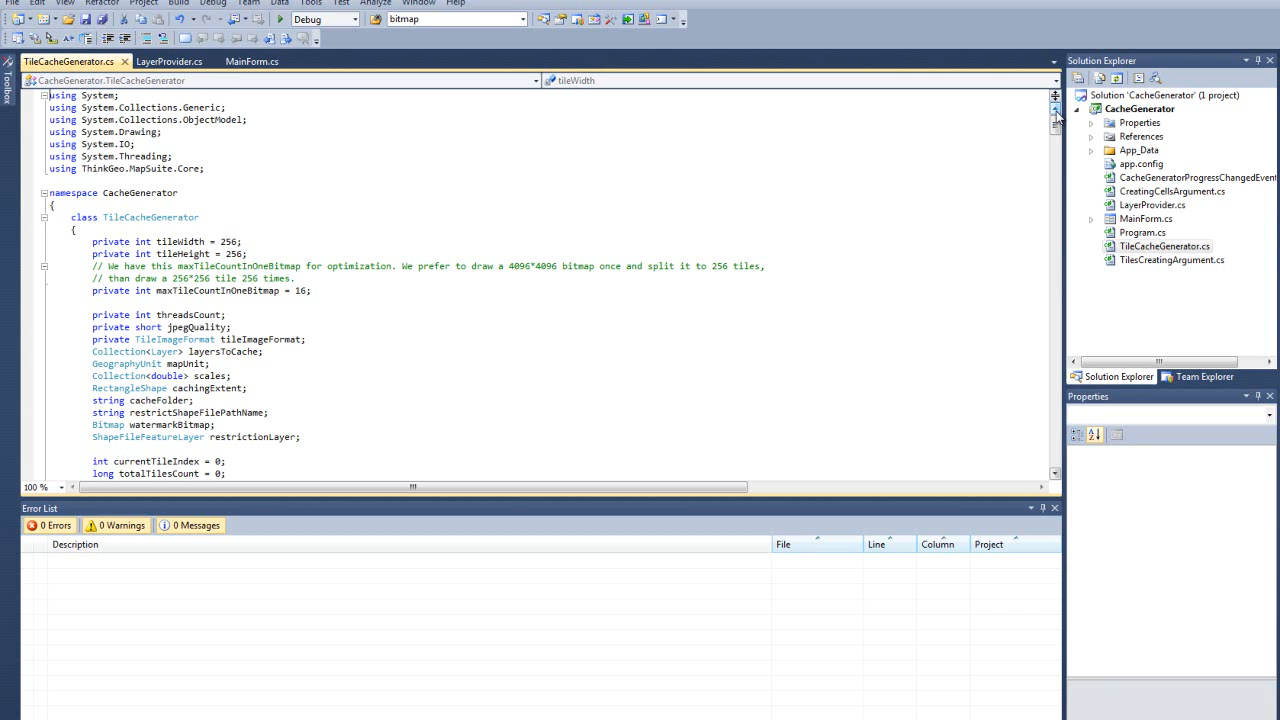 File Edit View Refactor Project Build Debug Team Data Tools Test Analyze Window Help
Debug bitmap
TileCacheGenerator.cs LayerProvider.cs MainForm.cs
CacheGenerator.TileCacheGenerator tileWidth
Toolbox
using System;
using System.Collections.Generic;
using System.Collections.ObjectModel;
using System.Drawing;
using System.IO;
using System.Threading;
using ThinkGeo.MapSuite.Core;
namespace CacheGenerator
{
class TileCacheGenerator
{
private int tileWidth = 256;
private int tileHeight = 256;
// We have this maxTileCountInOneBitmap for optimization. We prefer to draw a 4096*4096 bitmap once and split it to 256 tiles,
// than draw a 256*256 tile 256 times.
private int maxTileCountInOneBitmap = 16;
private int threadsCount;
private short jpegQuality;
private TileImageFormat tileImageFormat;
Collection<Layer> layersToCache;
GeographyUnit mapUnit;
Collection<double> scales;
RectangleShape cachingExtent;
string cacheFolder;
string restrictShapeFilePathName;
Bitmap watermarkBitmap;
ShapeFileFeatureLayer restrictionLayer;
int currentTileIndex = 0;
long totalTilesCount = 0;
100 %
Error List
0 Errors 0 Warnings 0 Messages
Description File Line Column Project
Solution Explorer
Solution 'CacheGenerator' (1 project)
CacheGenerator
Properties
References
App_Data
app.config
CacheGeneratorProgressChangedEven
CreatingCellsArgument.cs
LayerProvider.cs
MainForm.cs
Program.cs
TileCacheGenerator.cs
TilesCreatingArgument.cs
Solution Explorer Team Explorer
Properties